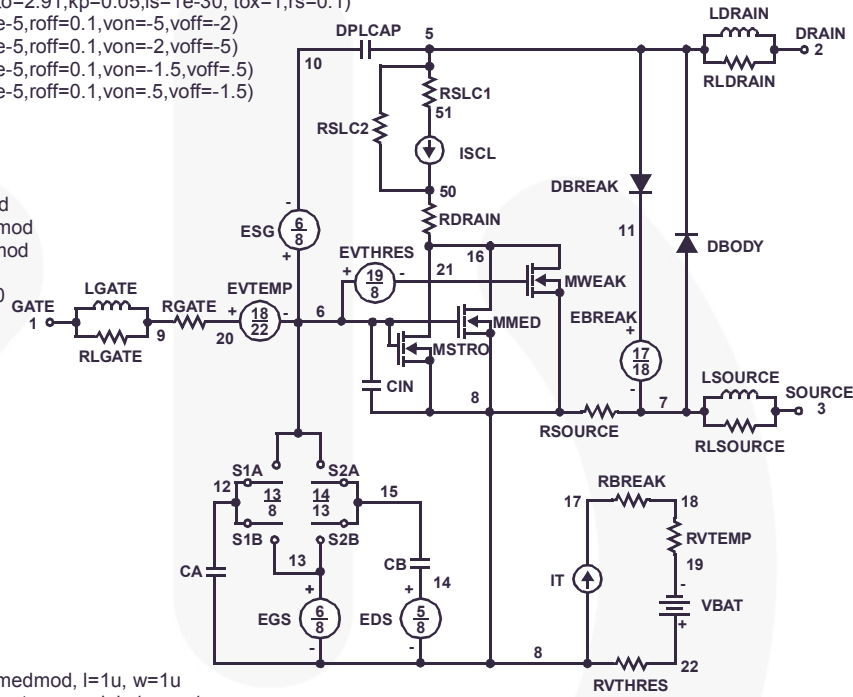 to=2.91,kp=0.05,is=1e-30, tox=1,rs=0.1)
e-5,roff=0.1,von=-5,voff=-2)
e-5,roff=0.1,von=-2,voff=-5)
e-5,roff=0.1,von=-1.5,voff=.5)
e-5,roff=0.1,von=.5,voff=-1.5)
LDRAIN
DPLCAP 5 DRAIN
2
10
RLDRAIN
RSLC1
51
RSLC2
ISCL
50
DBREAK
RDRAIN
11
DBODY
d
mod
mod
0
ESG
-
6
8
+
EVTHRES
+ 19 -
8
16
21
MWEAK
GATE
1
LGATE
RLGATE
9
RGATE
20
EVTEMP
+ 18 -
22
6
MMED
MSTRO
EBREAK
+
17
18
-
CIN
8
RSOURCE
7
LSOURCE
SOURCE
3
RLSOURCE
12
S1A
S2A
13
8
14
13
15
S1B
S2B
13
CA
CB
14
+
EGS
6
8
-
+
EDS
5
8
-
8
RBREAK
17
18
RVTEMP
19
-
IT
VBAT
+
22
RVTHRES
medmod, l=1u, w=1u